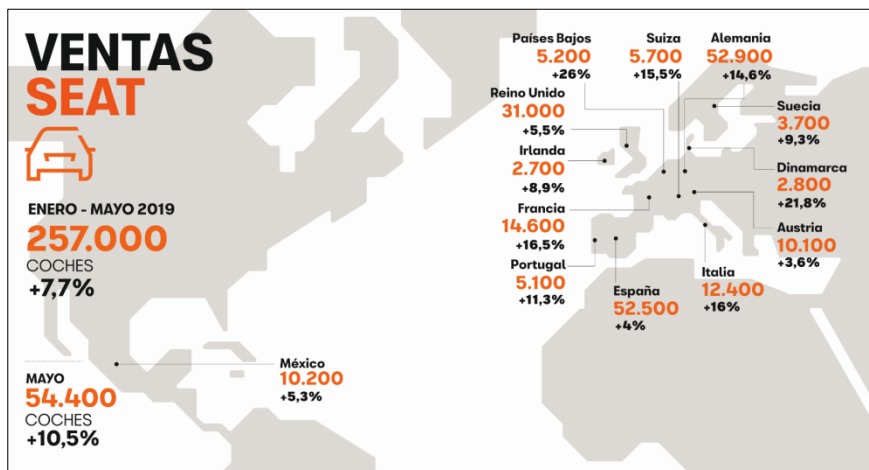 VENTAS
SEAT
ENERO - MAYO 2019
257.000
COCHES
+7,7%
MAYO
54.400
COCHES
+10,5%
México
10.200
+5,3%
Países Bajos
5.200
+26%
Suiza
5.700
+15,5%
Alemania
52.900
+14,6%
Reino Unido
31.000
+5,5%
Irlanda
2.700
+8,9%
Francia
14.600
+16,5%
Portugal
5.100
+11,3%
España
52.500
+4%
Italia
12.400
+16%
Suecia
3.700
+9,3%
Dinamarca
2.800
+21,8%
Austria
10.100
+3,6%